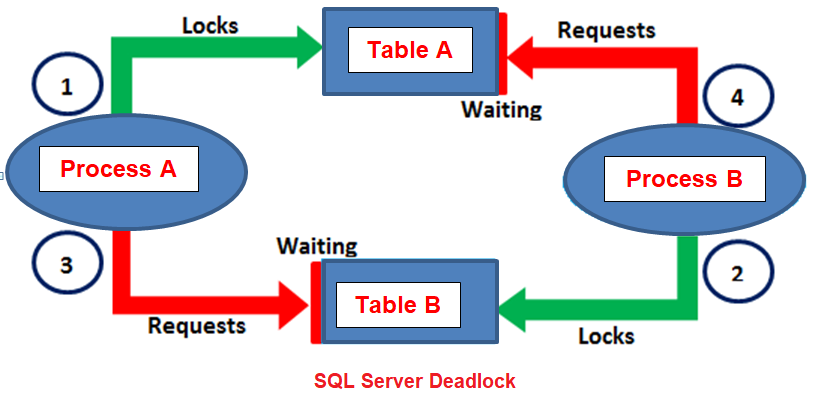 Locks
Table A
Requests
1
Waiting
4
Process A
Process B
3
Waiting
2
Table B
Requests
Locks
SQL Server Deadlock